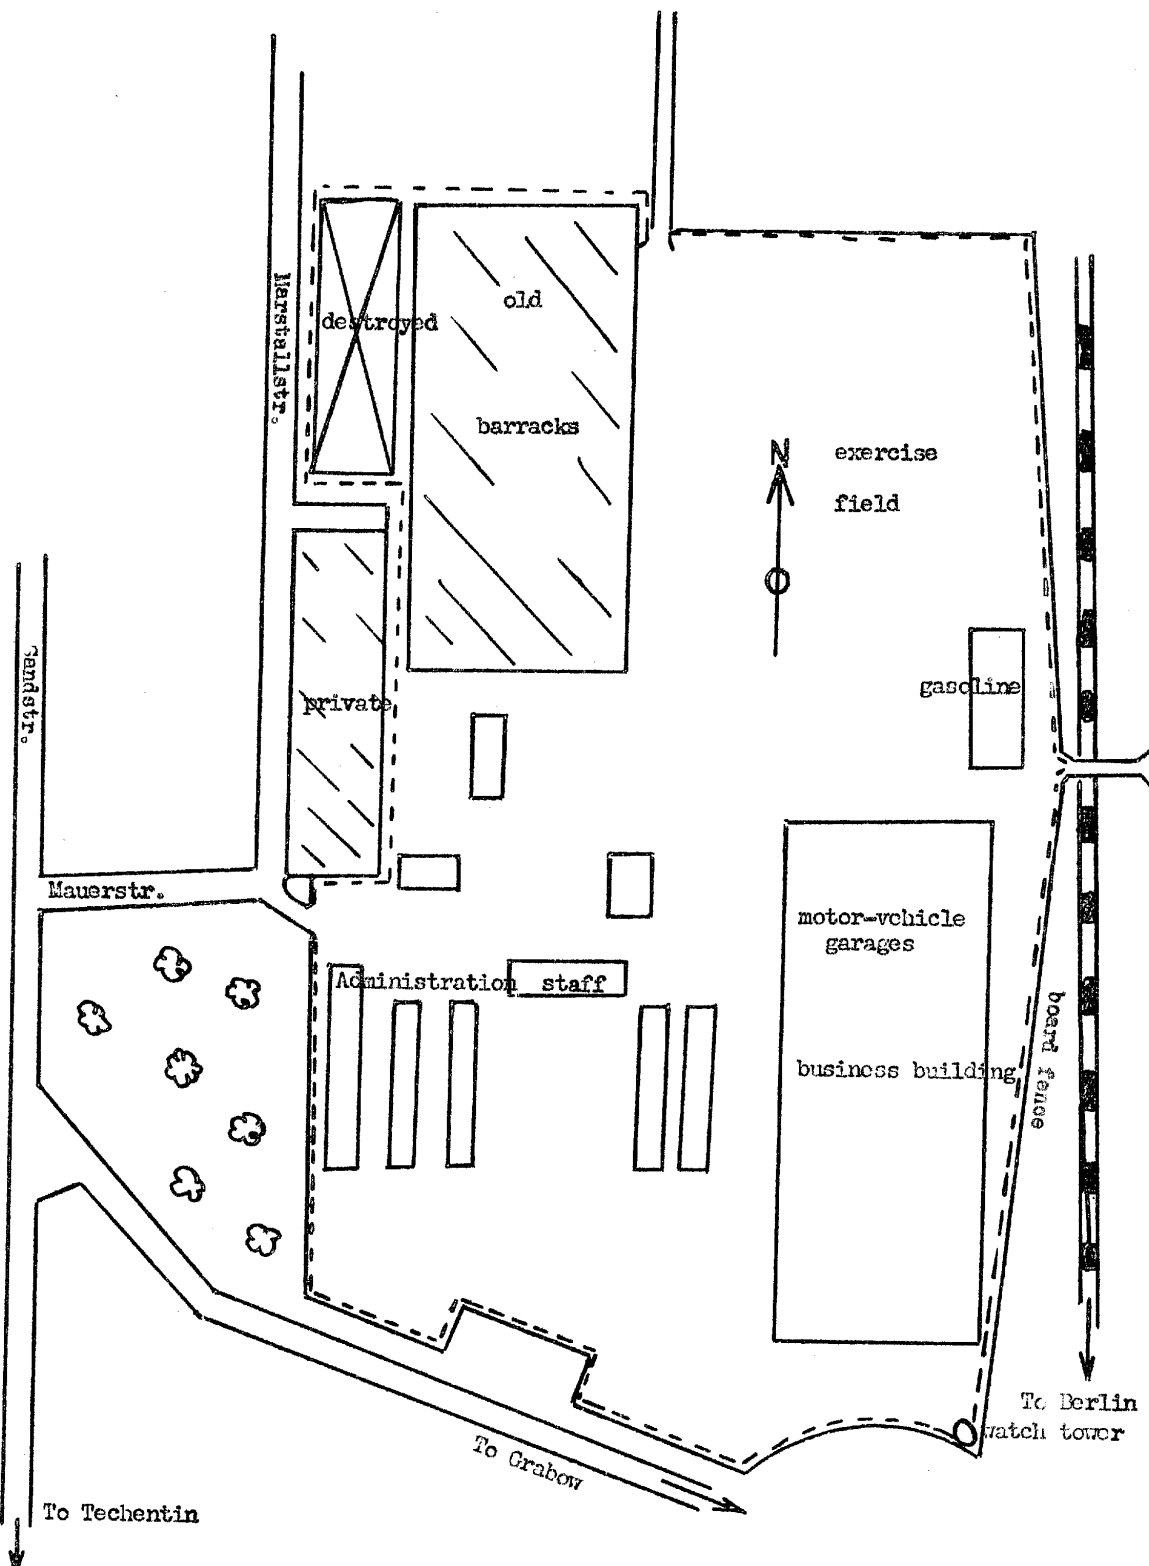 Marstallstr.
destroyed
old
barracks
N
exercise
field
Sandstr.
private
gasoline
Mauerstr.
motor-vehicle
garages
Administration staff
board fence
business building
To Berlin
watch tower
To Grabow
To Techentin